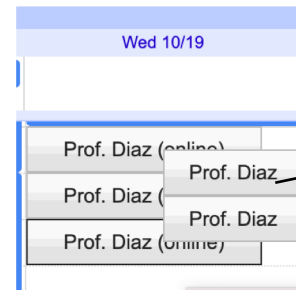 Wed 10/19
Prof. Diaz (online)
Prof. Diaz
Prof. Diaz (
Prof. Diaz
Prof. Diaz (online)